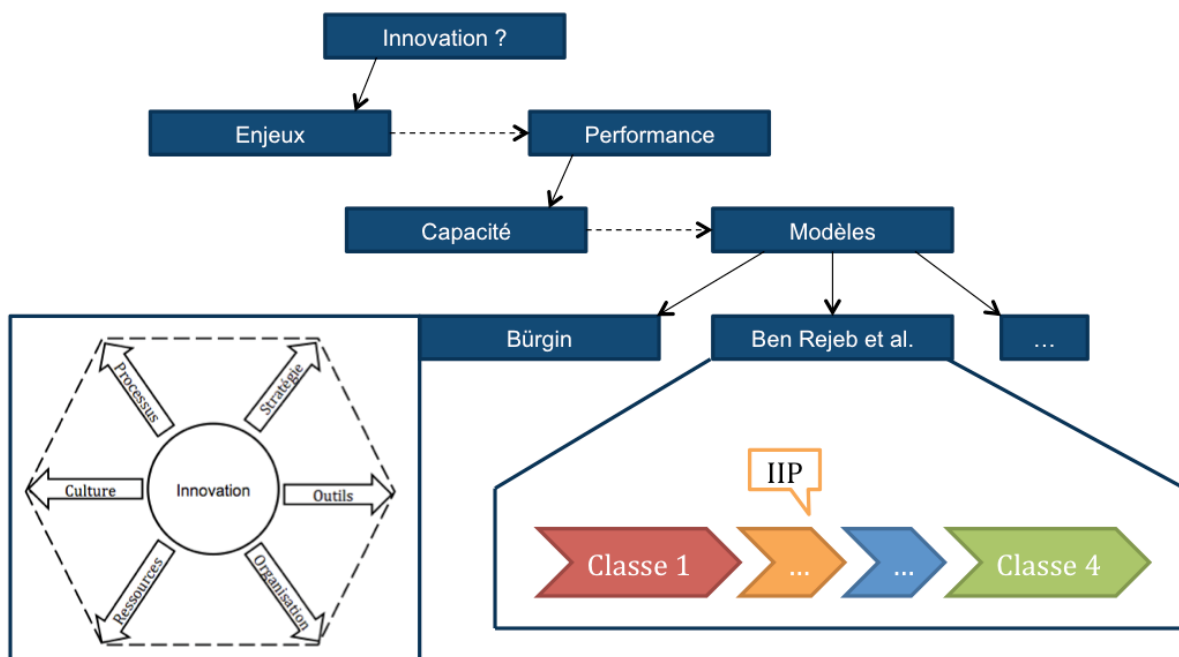 Innovation ?
Enjeux
Performance
Capacité
Modèles
Bürgin
Ben Rejeb et al.
...
Processus
Stratégie
Culture
Innovation
Outils
Ressources
Organisation
IIP
Classe 1
...
...
Classe 4